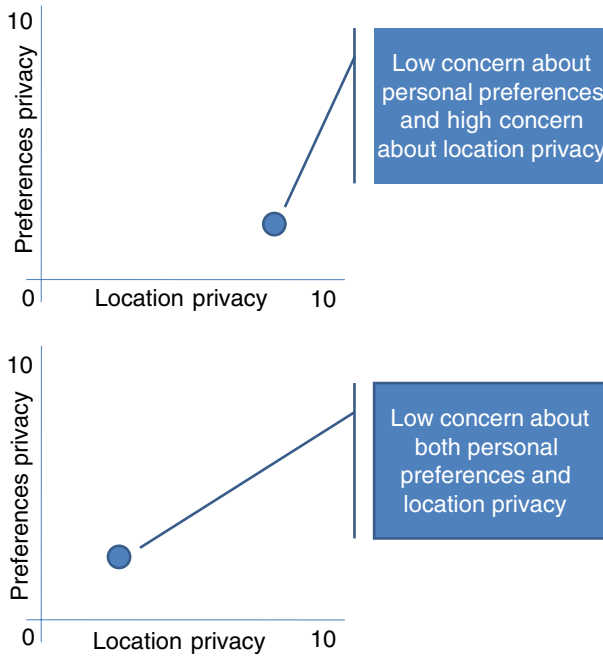 10
Preferences privacy
Low concern about
personal preferences
and high concern
about location privacy
0
Location privacy
10
10
Preferences privacy
Low concern about
both personal
preferences and
location privacy
0
Location privacy
10